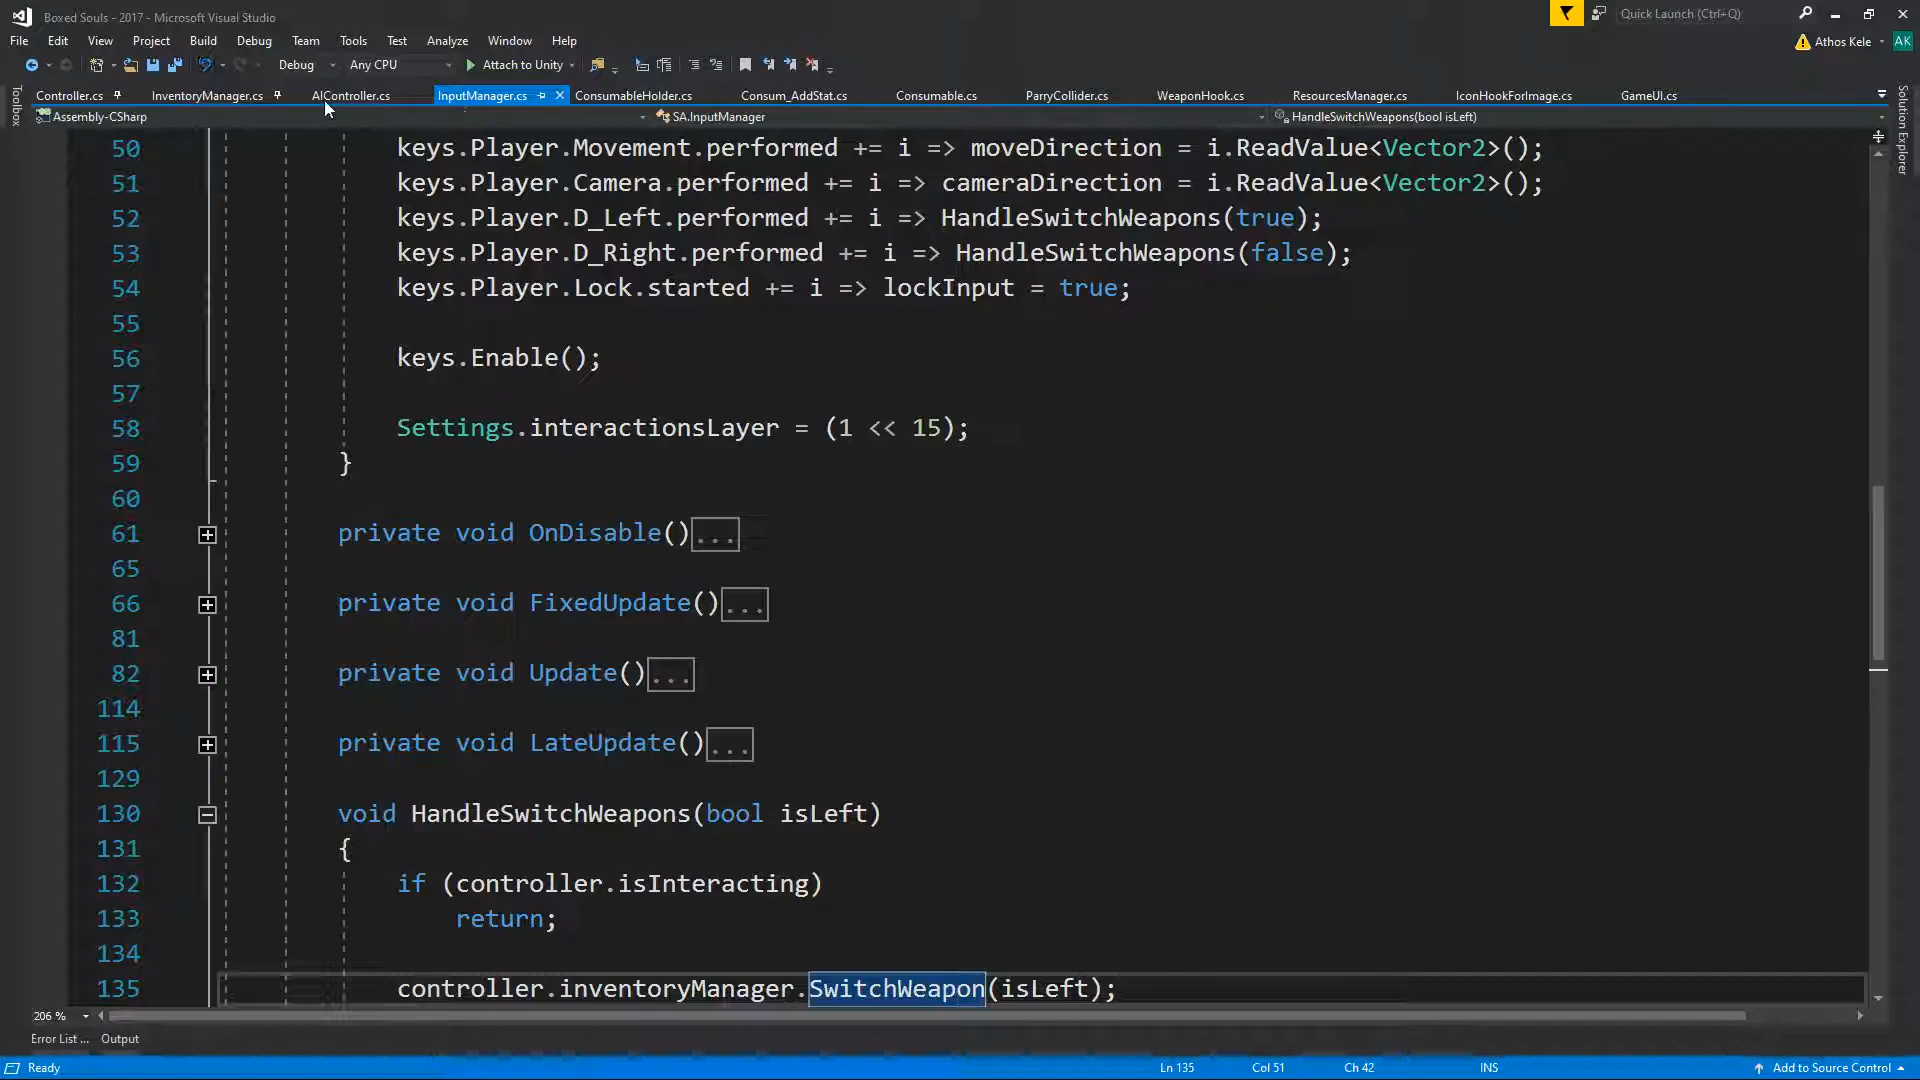 Boxed Souls - 2017 - Microsoft Visual Studio
Quick Launch (Ctrl+Q)
File Edit View Project Build Debug Team Tools Test Analyze Window Help
Athos Kele AK
Debug Any CPU Attach to Unity
Toolbox
Controller.cs InventoryManager.cs AIController.cs InputManager.cs ConsumableHolder.cs Consum_AddStat.cs Consumable.cs ParryCollider.cs WeaponHook.cs ResourcesManager.cs IconHookForImage.cs GameUI.cs
Solution Explorer
Assembly-CSharp SA.InputManager HandleSwitchWeapons(bool isLeft)
50 keys.Player.Movement.performed += i => moveDirection = i.ReadValue<Vector2>();
51 keys.Player.Camera.performed += i => cameraDirection = i.ReadValue<Vector2>();
52 keys.Player.D_Left.performed += i => HandleSwitchWeapons(true);
53 keys.Player.D_Right.performed += i => HandleSwitchWeapons(false);
54 keys.Player.Lock.started += i => lockInput = true;
55
56 keys.Enable();
57
58 Settings.interactionsLayer = (1 << 15);
59 }
60
61 private void OnDisable()...
65
66 private void FixedUpdate()...
81
82 private void Update()...
114
115 private void LateUpdate()...
129
130 void HandleSwitchWeapons(bool isLeft)
131 {
132 if (controller.isInteracting)
133 return;
134
135 controller.inventoryManager.SwitchWeapon(isLeft);
206 %
Error List ... Output
Ready Ln 135 Col 51 Ch 42 INS Add to Source Control